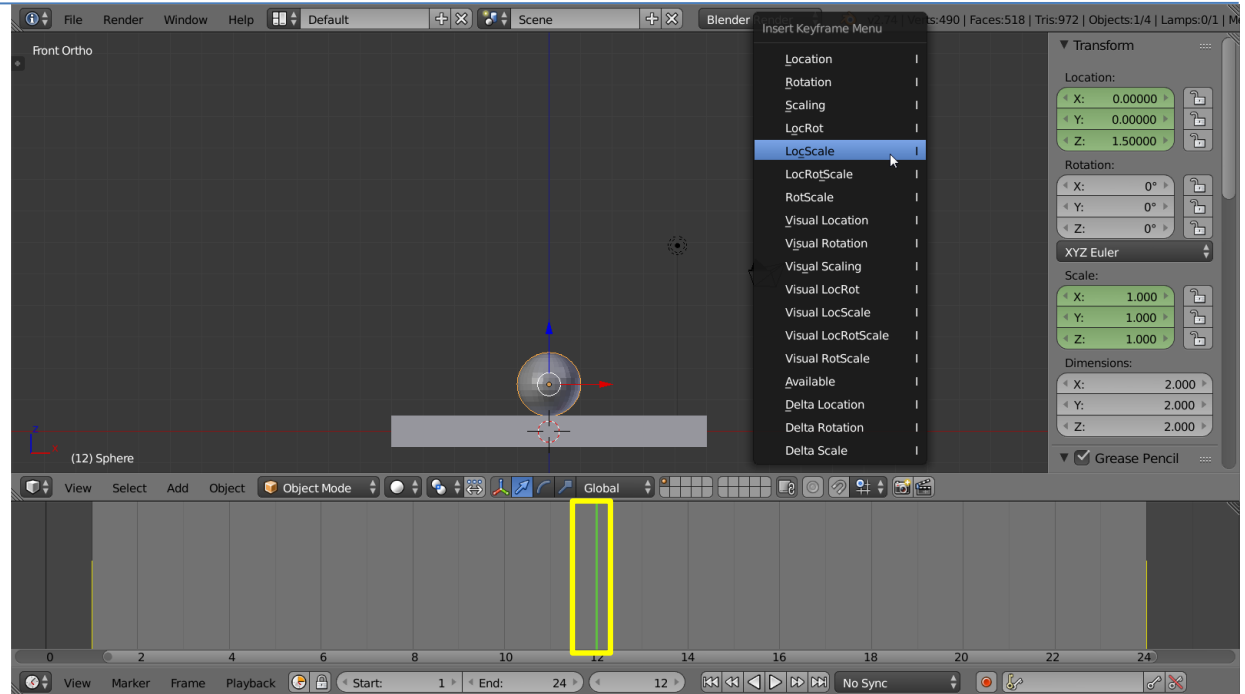 File Render Window Help Default Scene Blender Verts:490 | Faces:518 | Tris:972 | Objects:1/4 | Lamps:0/1
Front Ortho
Insert Keyframe Menu
Location I
Rotation I
Scaling I
LocRot I
LocScale I
LocRotScale I
RotScale I
Visual Location I
Visual Rotation I
Visual Scaling I
Visual LocRot I
Visual LocScale I
Visual LocRotScale I
Visual RotScale I
Available I
Delta Location I
Delta Rotation I
Delta Scale I
Transform
Location:
X: 0.00000
Y: 0.00000
Z: 1.50000
Rotation:
X: 0°
Y: 0°
Z: 0°
XYZ Euler
Scale:
X: 1.000
Y: 1.000
Z: 1.000
Dimensions:
X: 2.000
Y: 2.000
Z: 2.000
Grease Pencil
z
x
(12) Sphere
View Select Add Object Object Mode Global
0 2 4 6 8 10 12 14 16 18 20 22 24
View Marker Frame Playback Start: 1 End: 24 12 No Sync